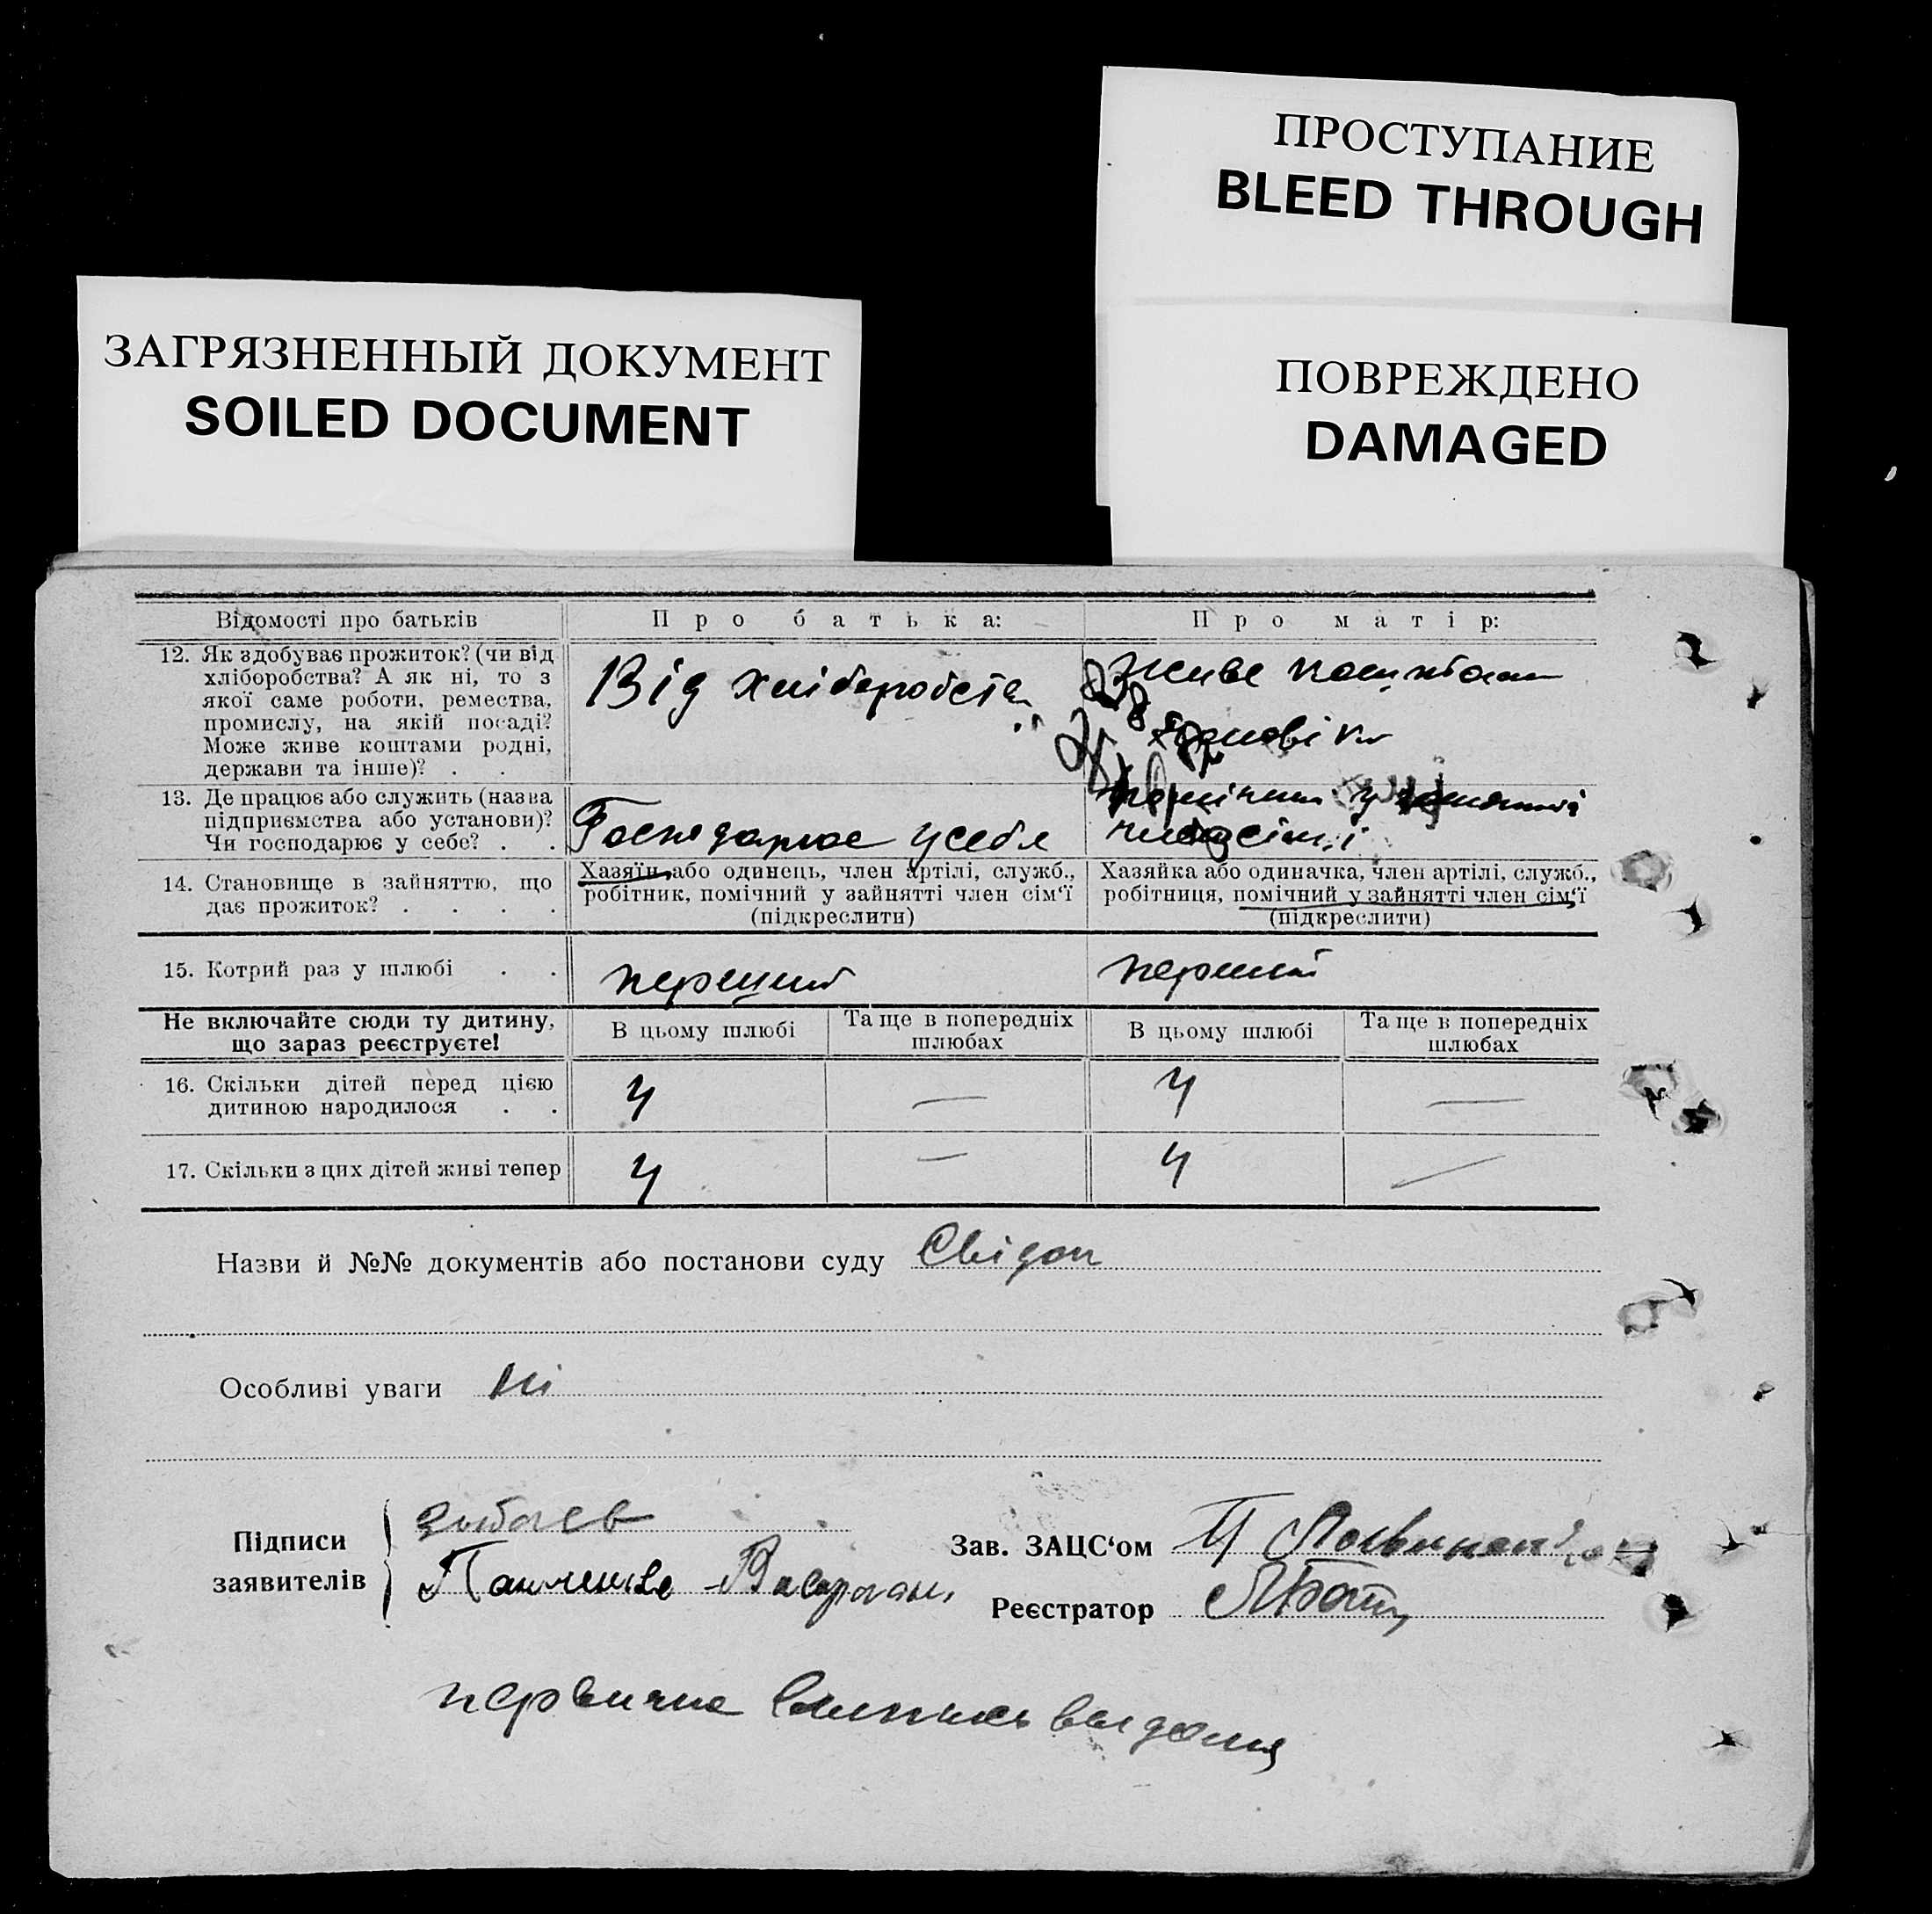 ПРОСТУПАНИЕ
BLEED THROUGH
ЗАГРЯЗНЕННЫЙ ДОКУМЕНТ
SOILED DOCUMENT
ПОВРЕЖДЕНО
DAMAGED
Відомості про батьків
Про батька:
Про матір:
12. Як здобуває прожиток? (чи від
хліборобства? А як ні, то з
якої саме роботи, ремества,
промислу, на якій посаді?
Може живе коштами родні,
держави та інше)? . .
Від хліборобства
живе коштами
чоловіка
13. Де працює або служить (назва
підприємства або установи)?
Чи господарює у себе? . .
Господарює у себе
14. Становище в зайняттю, що
дає прожиток? . . . .
Хазяїн, або одинець, член артілі, служб.,
робітник, помічний у зайнятті член сім'ї
(підкреслити)
Хазяйка або одиначка, член артілі, служб.,
робітниця, помічний у зайнятті член сім'ї
(підкреслити)
15. Котрий раз у шлюбі . .
перший
перший
Не включайте сюди ту дитину,
що зараз реєструєте!
В цьому шлюбі
Та ще в попередніх
шлюбах
В цьому шлюбі
Та ще в попередніх
шлюбах
16. Скільки дітей перед цією
дитиною народилося . .
4 — 4 —
17. Скільки з цих дітей живі тепер
4 — 4 —
Назви й №№ документів або постанови суду
Особливі уваги ні
Підписи
заявителів
Зав. ЗАЦС'ом
Реєстратор